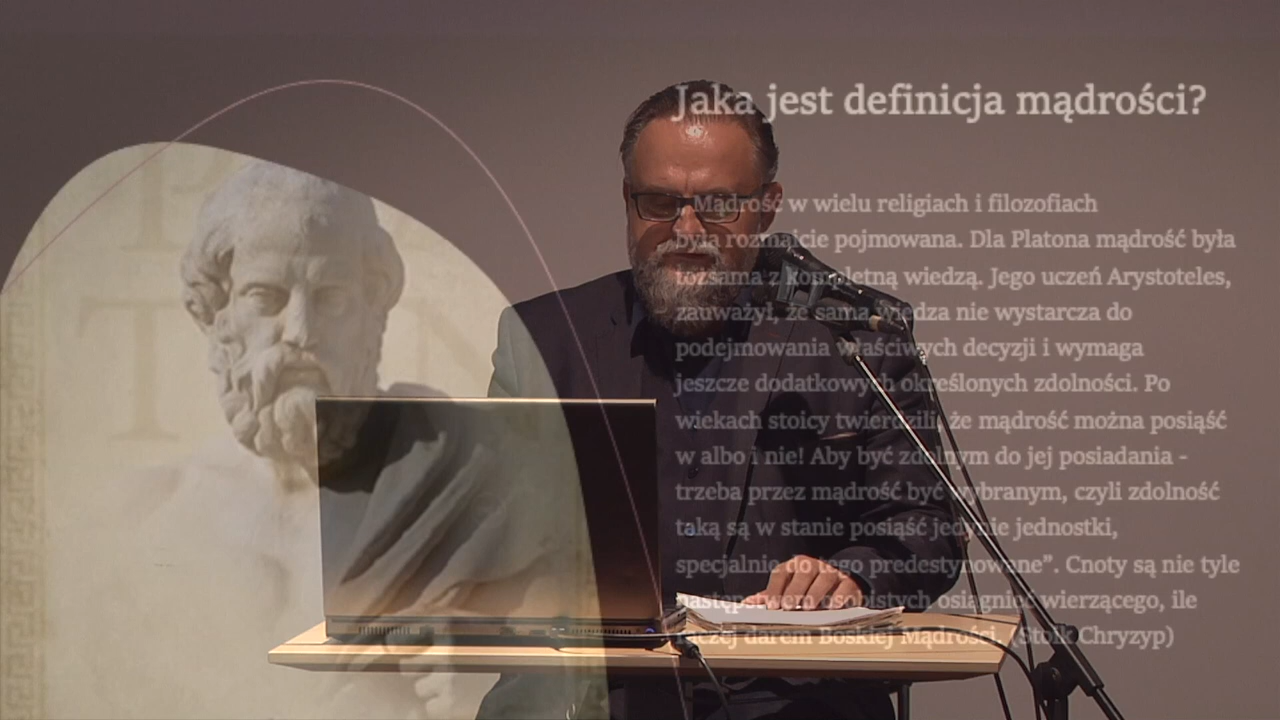 Jaka jest definicja mądrości?
Mądrość w wielu religiach i filozofiach
była rozmaicie pojmowana. Dla Platona mądrość była
tożsama z kompletną wiedzą. Jego uczeń Arystoteles,
zauważył, że sama wiedza nie wystarcza do
podejmowania właściwych decyzji i wymaga
jeszcze dodatkowych określonych zdolności. Po
wiekach stoicy twierdzili, że mądrość można posiąść
w albo i nie! Aby być zdolnym do jej posiadania -
trzeba przez mądrość być wybranym, czyli zdolność
taką są w stanie posiąść jedynie jednostki,
specjalnie do tego predestynowane”. Cnoty są nie tyle
następstwem osobistych osiągnięć wierzącego, ile
raczej darem Boskiej Mądrości. (Stoik Chryzyp)